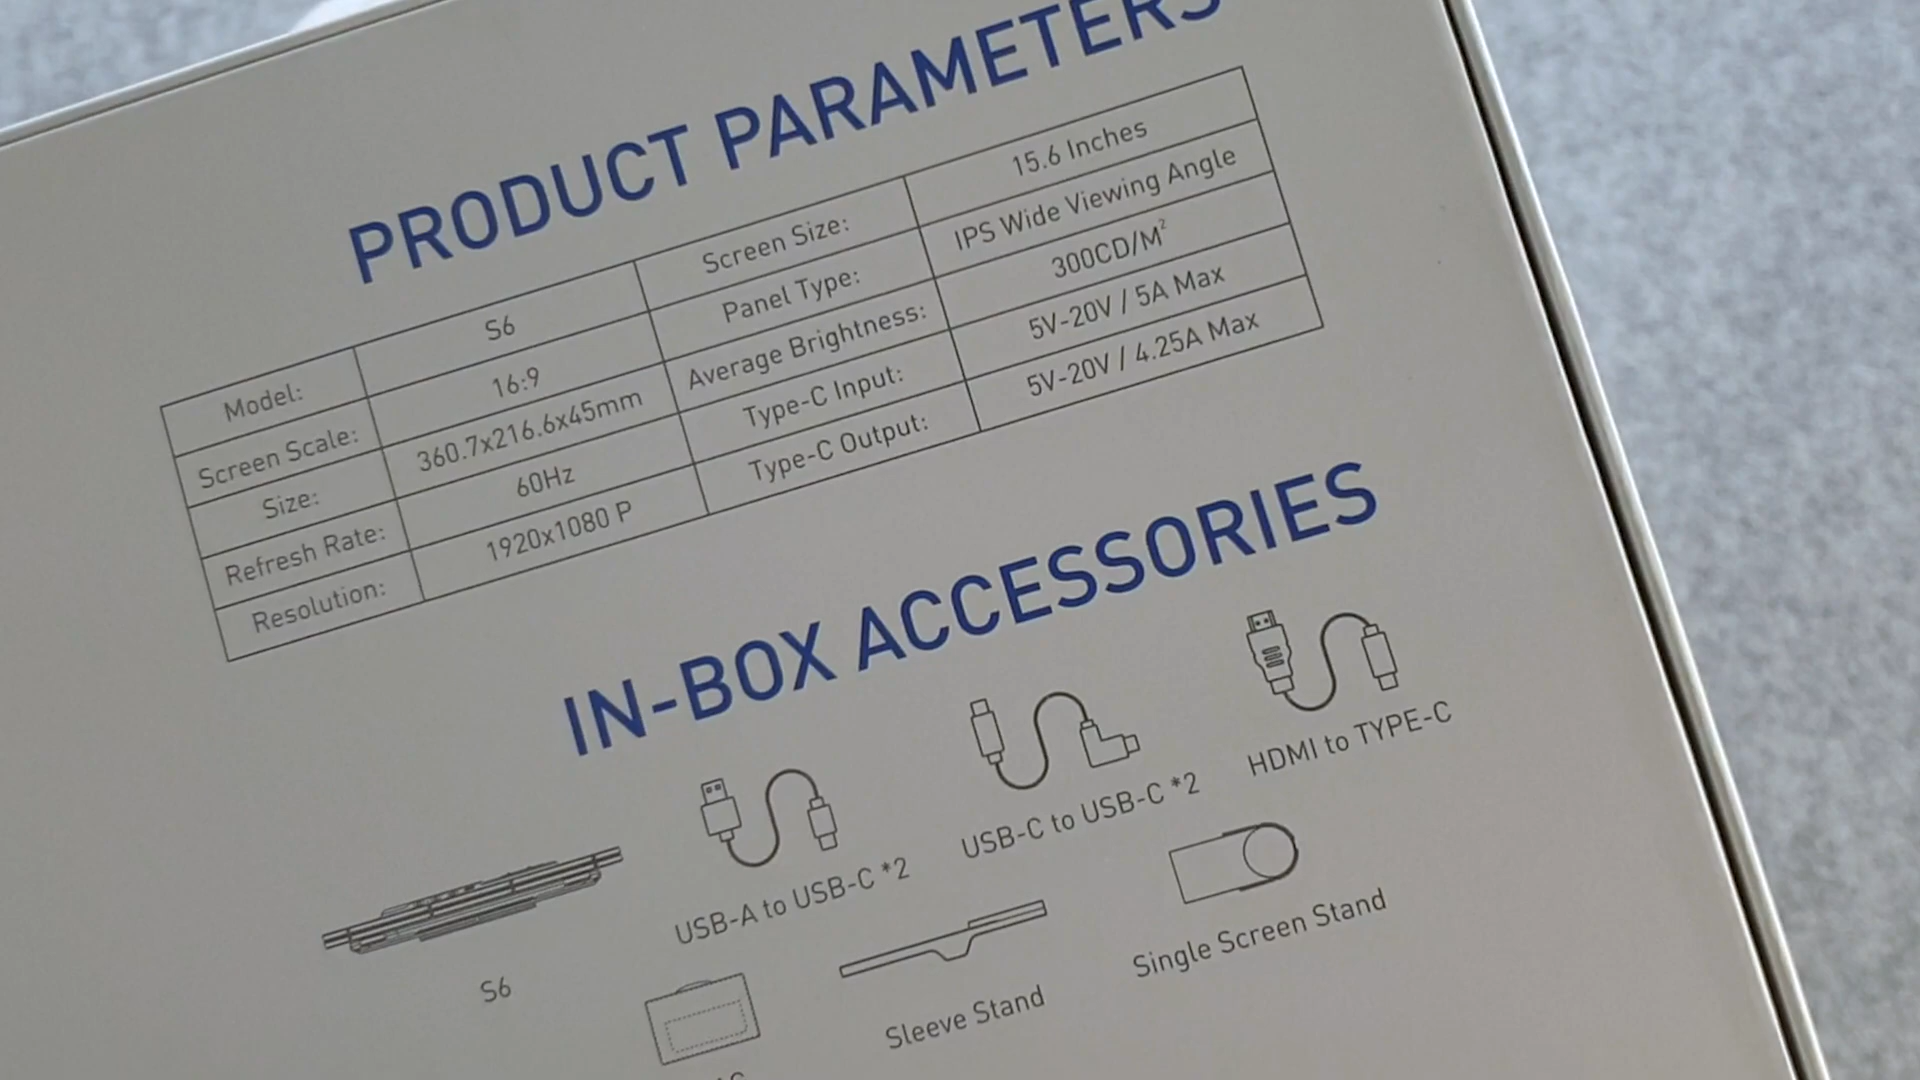 PRODUCT PARAMETERS
Model: S6 Screen Size: 15.6 Inches
Screen Scale: 16:9 Panel Type: IPS Wide Viewing Angle
Size: 360.7x216.6x45mm Average Brightness: 300CD/M²
Refresh Rate: 60Hz Type-C Input: 5V-20V / 5A Max
Resolution: 1920x1080 P Type-C Output: 5V-20V / 4.25A Max
IN-BOX ACCESSORIES
S6
USB-A to USB-C *2
USB-C to USB-C *2
HDMI to TYPE-C
Sleeve Stand
Single Screen Stand